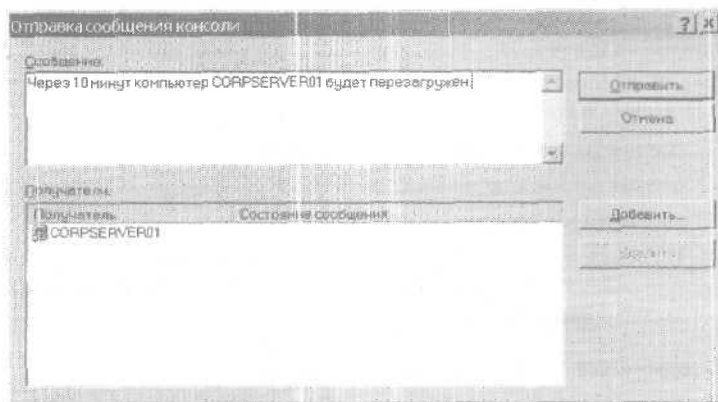 Отправка сообщения консоли
Сообщение:
Через 10 минут компьютер CORPSERVER01 будет перезагружен.
Отправить
Отмена
Получатели:
Получатель Состояние сообщения
Добавить...
CORPSERVER01
Удалить